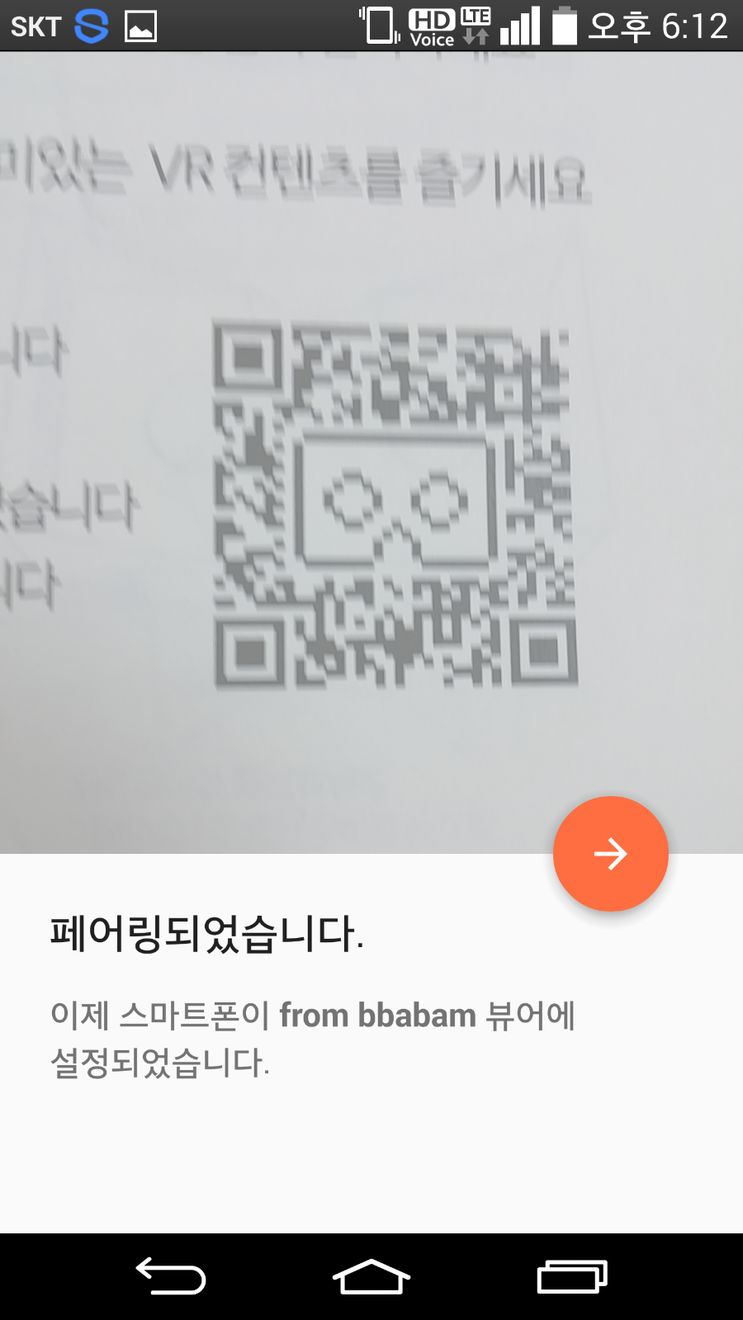 SKT HD Voice LTE 오후 6:12
미있는 VR 컨텐츠를 즐기세요
니다
습니다
니다
페어링되었습니다.
이제 스마트폰이 from bbabam 뷰어에
설정되었습니다.